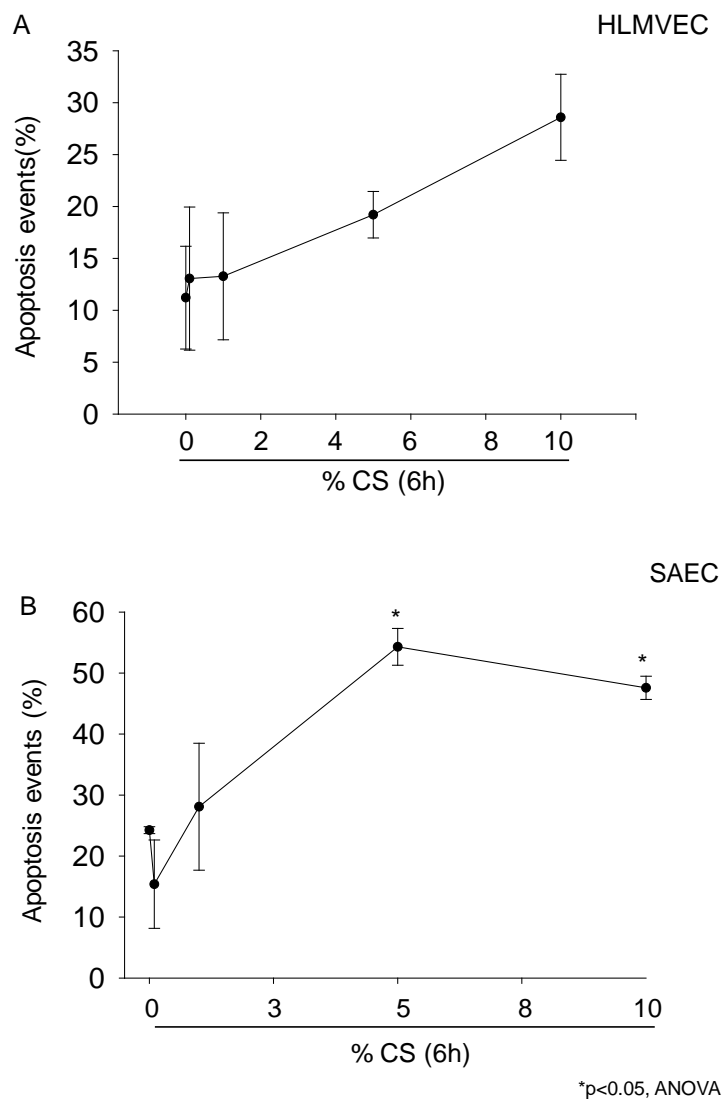 A
HLMVEC
Apoptosis events(%)
35
30
25
20
15
10
5
0
0 2 4 6 8 10
% CS (6h)
B
SAEC
Apoptosis events (%)
60
50
40
30
20
10
0
*
*
0 3 5 8 10
% CS (6h)
*p<0.05, ANOVA